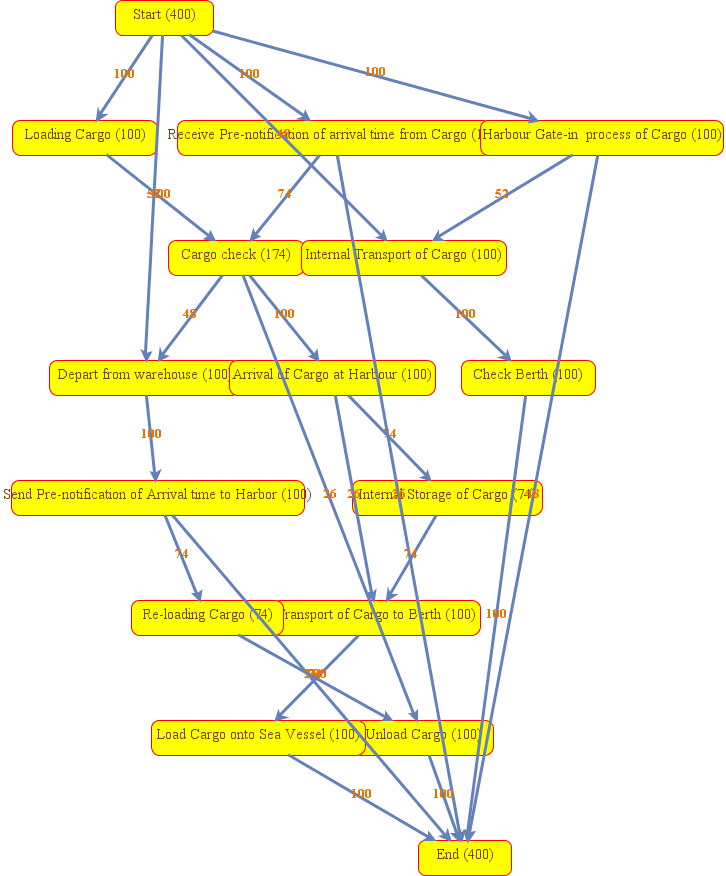 Start (400)
100
100
100
Loading Cargo (100)
Receive Pre-notification of arrival time from Cargo
Harbour Gate-in process of Cargo (100)
74
52
Cargo check (174)
Internal Transport of Cargo (100)
48
100
100
Depart from warehouse (100)
Arrival of Cargo at Harbour (100)
Check Berth (100)
100
74
Send Pre-notification of Arrival time to Harbor (100)
26
26
Internal Storage of Cargo (74)
74
74
100
Re-loading Cargo (74)
Transport of Cargo to Berth (100)
Load Cargo onto Sea Vessel (100)
Unload Cargo (100)
100
100
End (400)